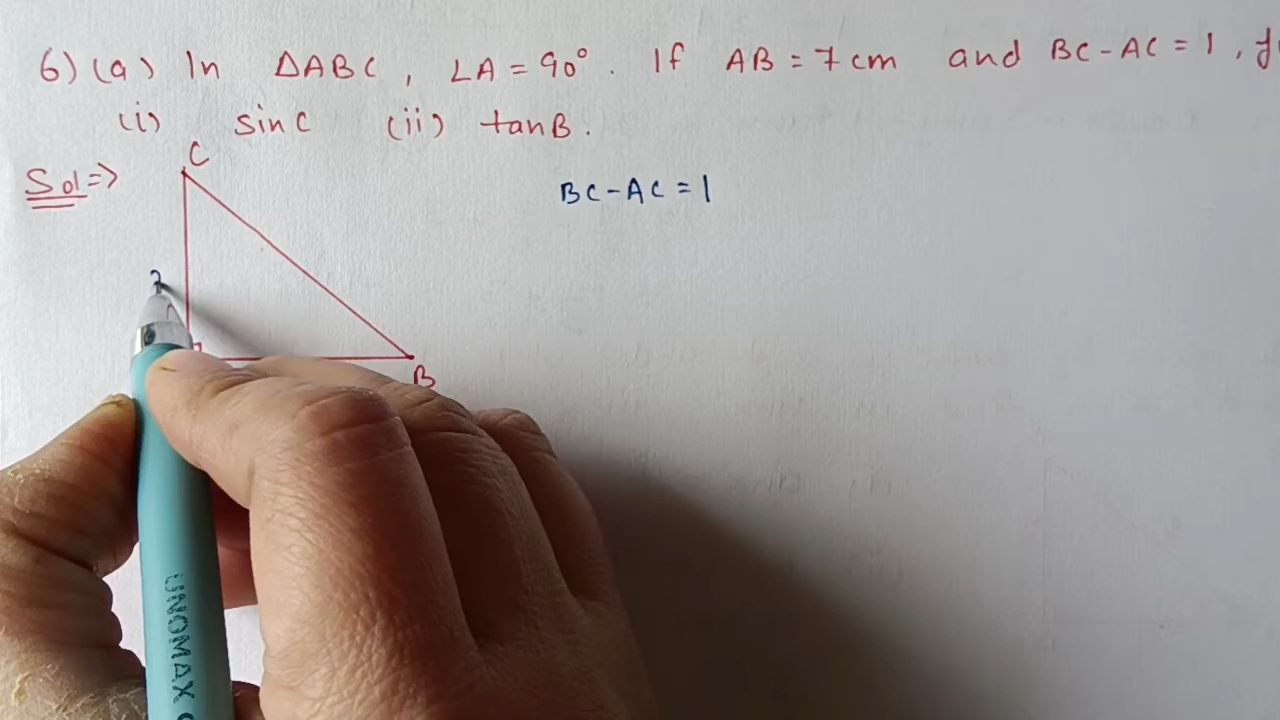 6) (a) In ΔABC, ∠A = 90°. If AB = 7 cm and BC - AC = 1,
(i) sin C (ii) tan B.
Sol =>
C
BC - AC = 1
B
UNOMAX